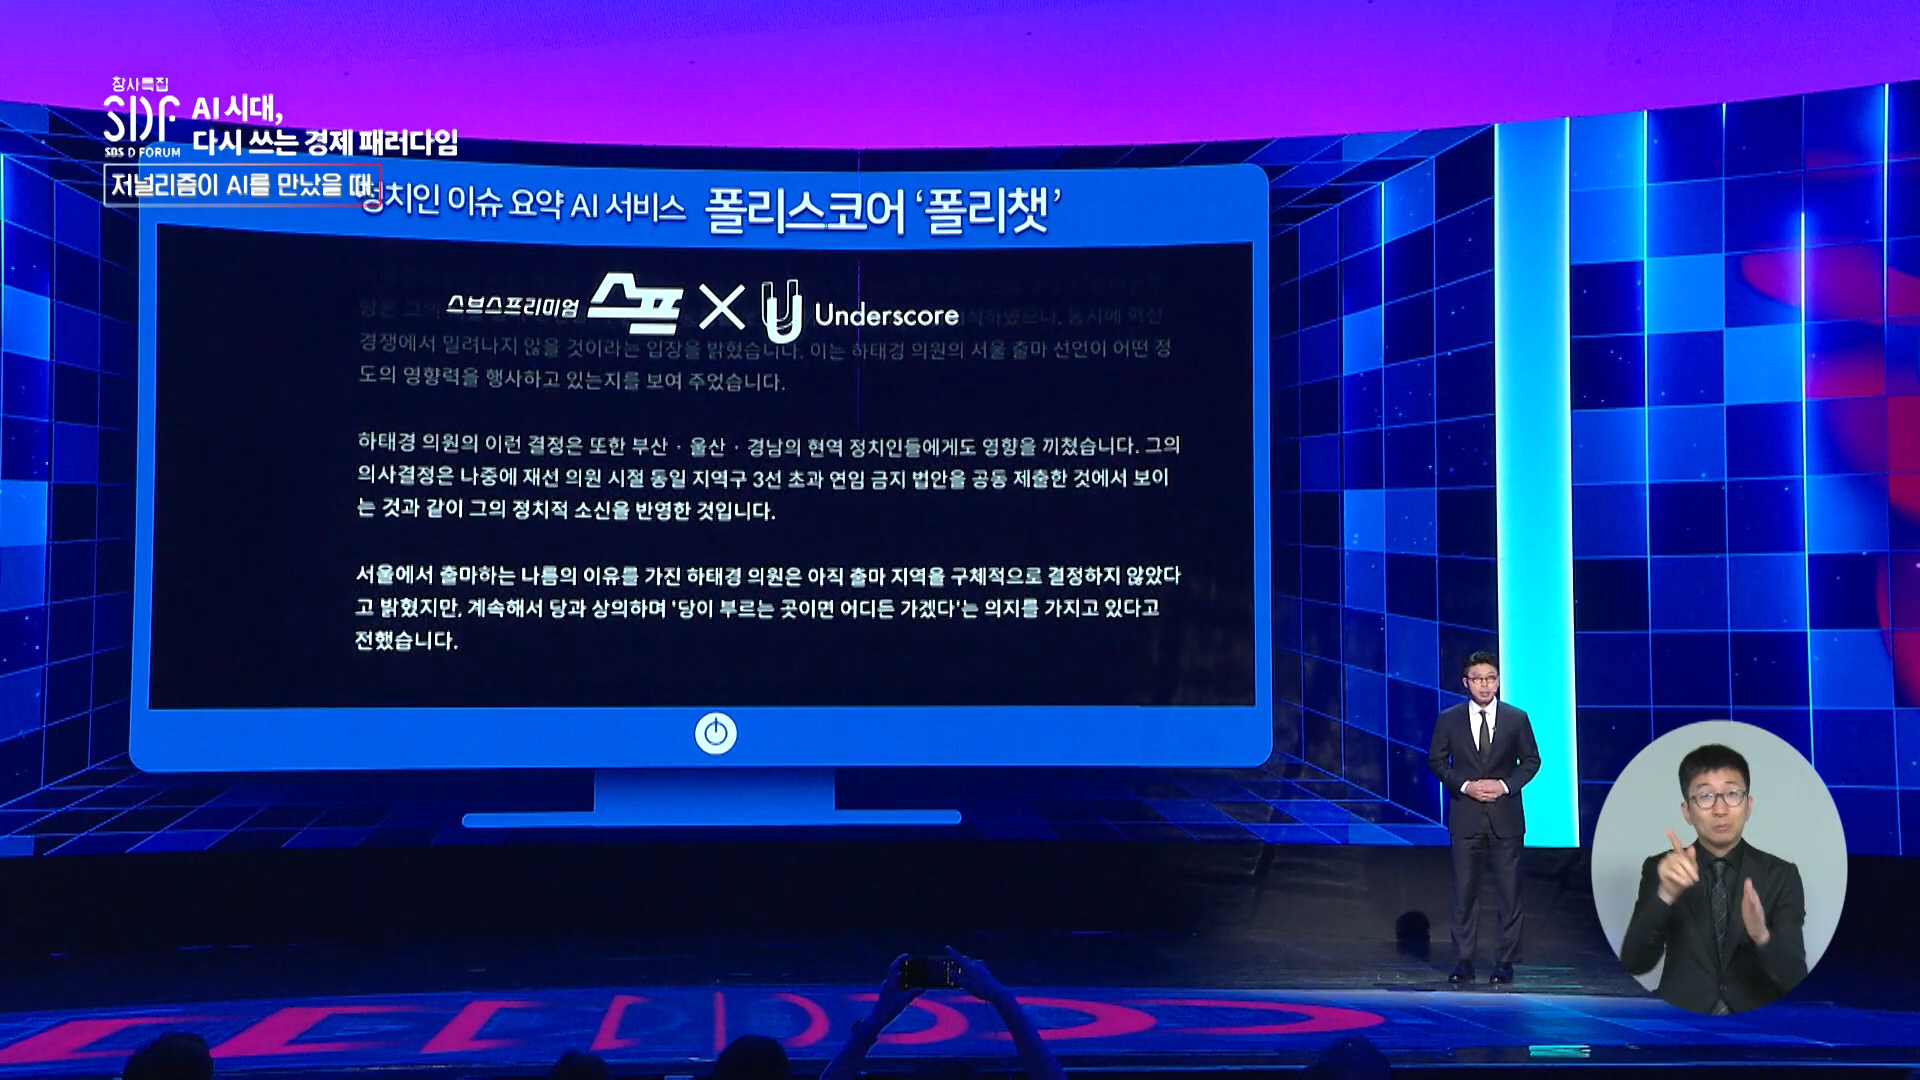 창사특집
SDF
SBS D FORUM
AI 시대,
다시 쓰는 경제 패러다임
저널리즘이 AI를 만났을 때
정치인 이슈 요약 AI 서비스 폴리스코어 ‘폴리챗’
스브스프리미엄 스프 X Underscore
당은 그의
경쟁에서 밀려나지 않을 것이라는 입장을 밝혔습니다. 이는 하태경 의원의 서울 출마 선언이 어떤 정
도의 영향력을 행사하고 있는지를 보여 주었습니다.
하태경 의원의 이런 결정은 또한 부산 · 울산 · 경남의 현역 정치인들에게도 영향을 끼쳤습니다. 그의
의사결정은 나중에 재선 의원 시절 동일 지역구 3선 초과 연임 금지 법안을 공동 제출한 것에서 보이
는 것과 같이 그의 정치적 소신을 반영한 것입니다.
서울에서 출마하는 나름의 이유를 가진 하태경 의원은 아직 출마 지역을 구체적으로 결정하지 않았다
고 밝혔지만, 계속해서 당과 상의하며 '당이 부르는 곳이면 어디든 가겠다'는 의지를 가지고 있다고
전했습니다.